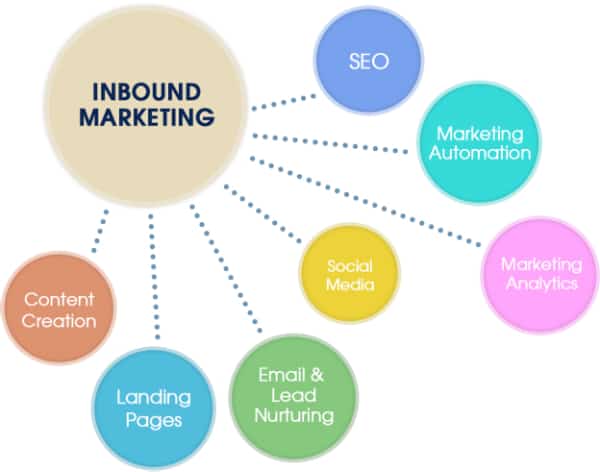 INBOUND
MARKETING
SEO
Marketing
Automation
Marketing
Analytics
Social
Media
Content
Creation
Landing
Pages
Email &
Lead
Nurturing